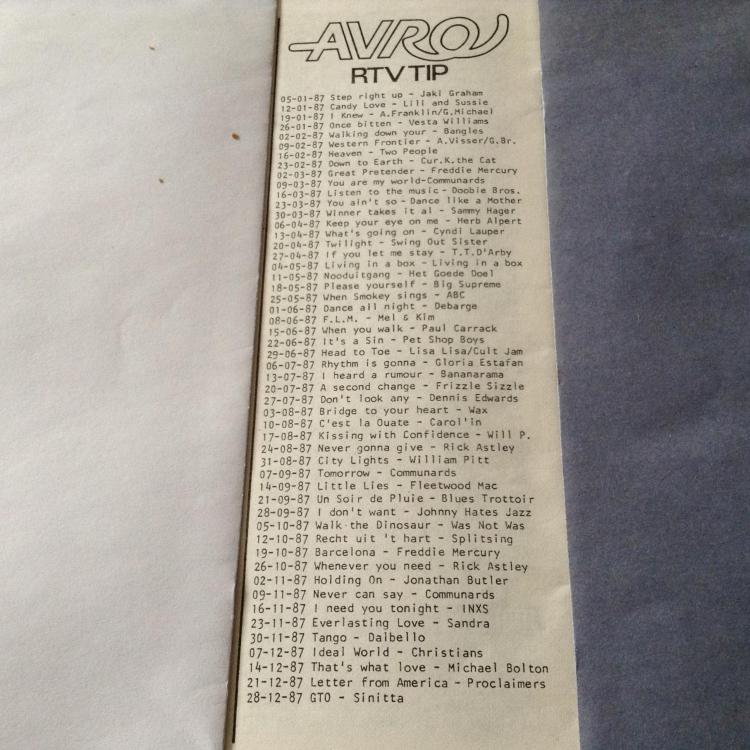 AVRO
RTV TIP
05-01-87 Step right up - Jaki Graham
12-01-87 Candy Love - Lili and Sussie
19-01-87 I Knew - A.Franklin/G.Michael
26-01-87 Once bitten - Vesta Williams
02-02-87 Walking down your - Bangles
09-02-87 Western Frontier - A.Visser/G.Br.
16-02-87 Heaven - Two People
23-02-87 Down to Earth - Cur.K.the Cat
02-03-87 Great Pretender - Freddie Mercury
09-03-87 You are my world-Communards
16-03-87 Listen to the music - Doobie Bros.
23-03-87 You ain't so - Dance like a Mother
30-03-87 Winner takes it al - Sammy Hager
06-04-87 Keep your eye on me - Herb Alpert
13-04-87 What's going on - Cyndi Lauper
20-04-87 Twilight - Swing Out Sister
27-04-87 If you let me stay - T.T.D'Arby
04-05-87 Living in a box - Living in a box
11-05-87 Nooduitgang - Het Goede Doel
18-05-87 Please yourself - Big Supreme
25-05-87 When Smokey sings - ABC
01-06-87 Dance all night - Debarge
08-06-87 F.L.M. - Mel & Kim
15-06-87 When you walk - Paul Carrack
22-06-87 It's a Sin - Pet Shop Boys
29-06-87 Head to Toe - Lisa Lisa/Cult Jam
06-07-87 Rhythm is gonna - Gloria Estafan
13-07-87 I heard a rumour - Bananarama
20-07-87 A second change - Frizzle Sizzle
27-07-87 Don't look any - Dennis Edwards
03-08-87 Bridge to your heart - Wax
10-08-87 C'est la Ouate - Carol'in
17-08-87 Kissing with Confidence - Will P.
24-08-87 Never gonna give - Rick Astley
31-08-87 City Lights - William Pitt
07-09-87 Tomorrow - Communards
14-09-87 Little Lies - Fleetwood Mac
21-09-87 Un Soir de Pluie - Blues Trottoir
28-09-87 I don't want - Johnny Hates Jazz
05-10-87 Walk the Dinosaur - Was Not Was
12-10-87 Recht uit 't hart - Splitsing
19-10-87 Barcelona - Freddie Mercury
26-10-87 Whenever you need - Rick Astley
02-11-87 Holding On - Jonathan Butler
09-11-87 Never can say - Communards
16-11-87 I need you tonight - INXS
23-11-87 Everlasting Love - Sandra
30-11-87 Tango - Dalbello
07-12-87 Ideal World - Christians
14-12-87 That's what love - Michael Bolton
21-12-87 Letter from America - Proclaimers
28-12-87 GTO - Sinitta